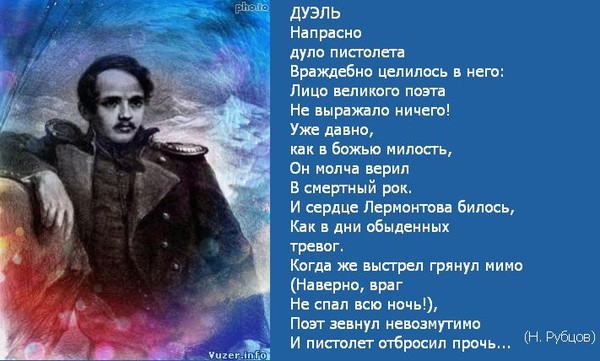 pho.to
ДУЭЛЬ
Напрасно
дуло пистолета
Враждебно целилось в него:
Лицо великого поэта
Не выражало ничего!
Уже давно,
как в божью милость,
Он молча верил
В смертный рок.
И сердце Лермонтова билось,
Как в дни обыденных
тревог.
Когда же выстрел грянул мимо
(Наверно, враг
Не спал всю ночь!),
Поэт зевнул невозмутимо
И пистолет отбросил прочь...
(Н. Рубцов)
Vuzer.info